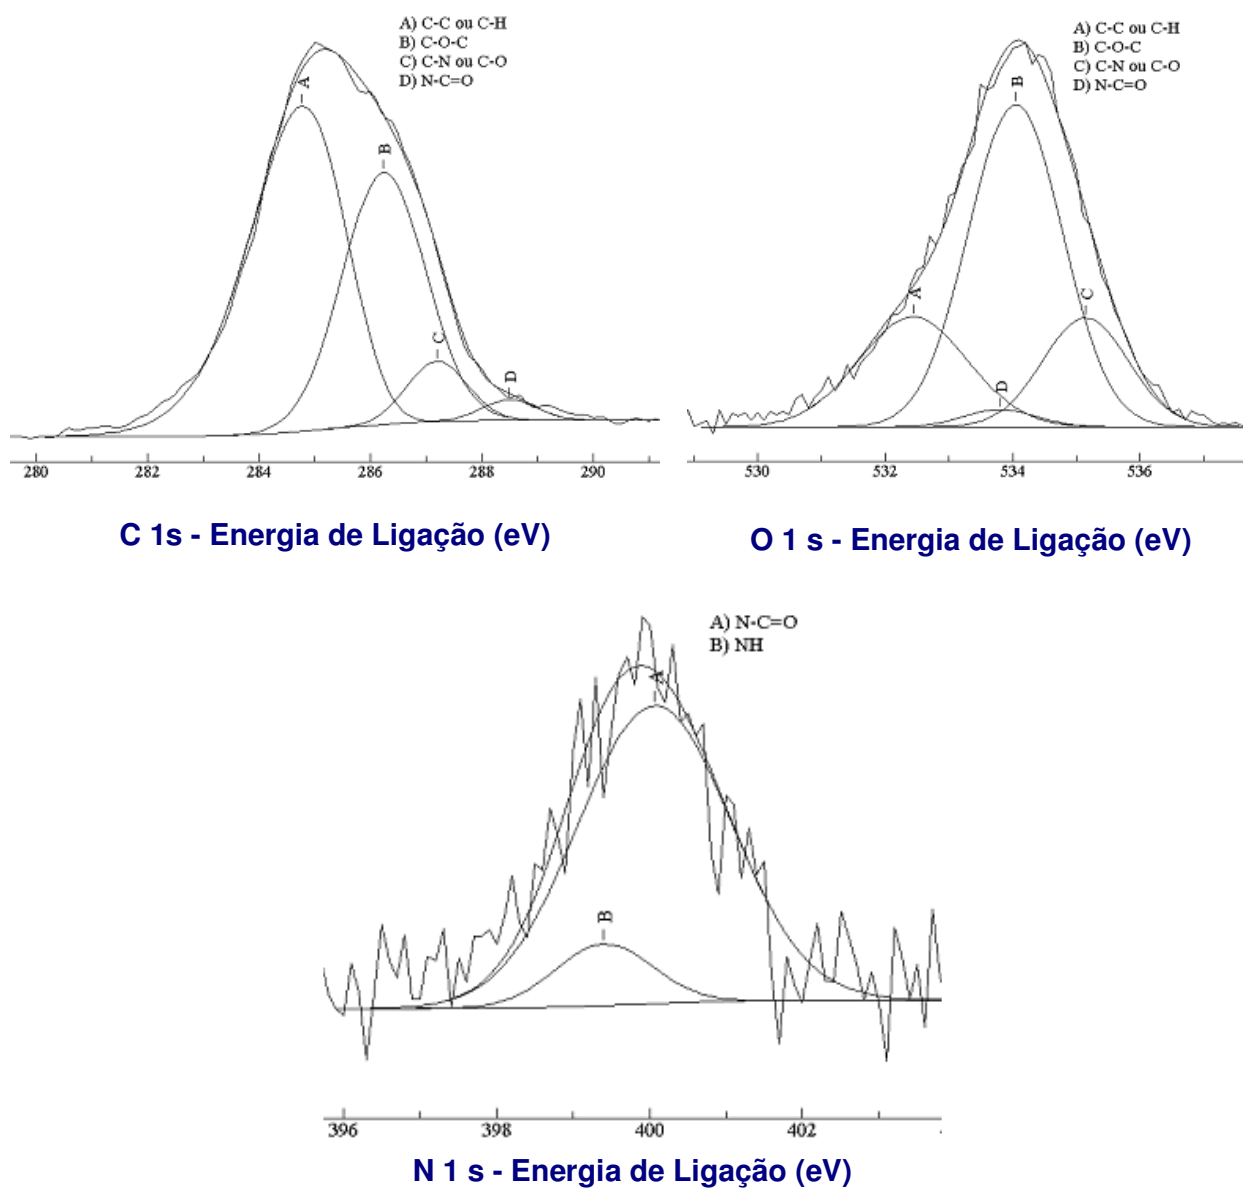 A) C-C ou C-H
B) C-O-C
C) C-N ou C-O
D) N-C=O
A
B
C
D
280 282 284 286 288 290
C 1s - Energia de Ligação (eV)
A) C-C ou C-H
B) C-O-C
C) C-N ou C-O
D) N-C=O
B
A
C
D
530 532 534 536
O 1 s - Energia de Ligação (eV)
A) N-C=O
B) NH
A
B
396 398 400 402
N 1 s - Energia de Ligação (eV)